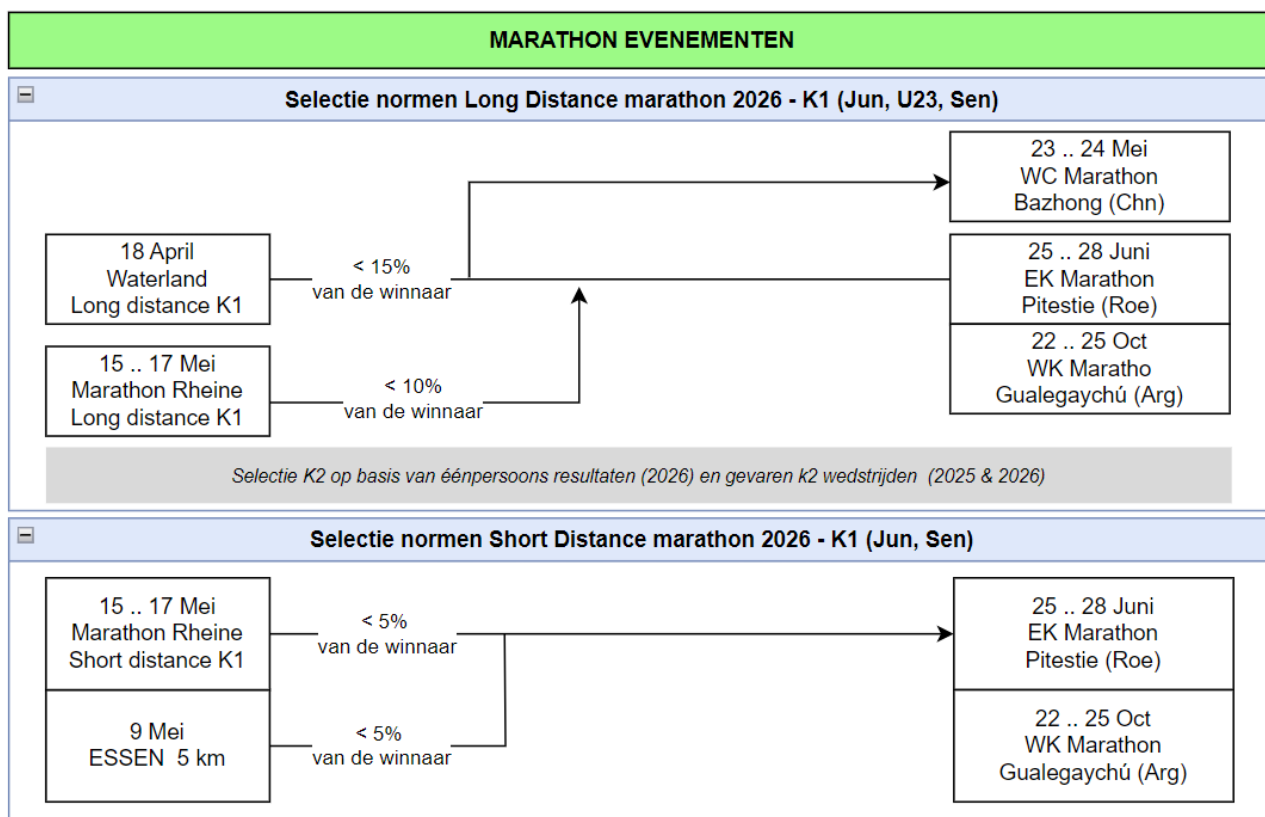 MARATHON EVENEMENTEN
Selectie normen Long Distance marathon 2026 - K1 (Jun, U23, Sen)
23 .. 24 Mei
WC Marathon
Bazhong (Chn)
18 April
Waterland
Long distance K1
< 15%
van de winnaar
25 .. 28 Juni
EK Marathon
Pitestie (Roe)
15 .. 17 Mei
Marathon Rheine
Long distance K1
< 10%
van de winnaar
22 .. 25 Oct
WK Maratho
Gualegaychú (Arg)
Selectie K2 op basis van éénpersoons resultaten (2026) en gevaren k2 wedstrijden (2025 & 2026)
Selectie normen Short Distance marathon 2026 - K1 (Jun, Sen)
15 .. 17 Mei
Marathon Rheine
Short distance K1
< 5%
van de winnaar
25 .. 28 Juni
EK Marathon
Pitestie (Roe)
9 Mei
ESSEN 5 km
< 5%
van de winnaar
22 .. 25 Oct
WK Marathon
Gualegaychú (Arg)